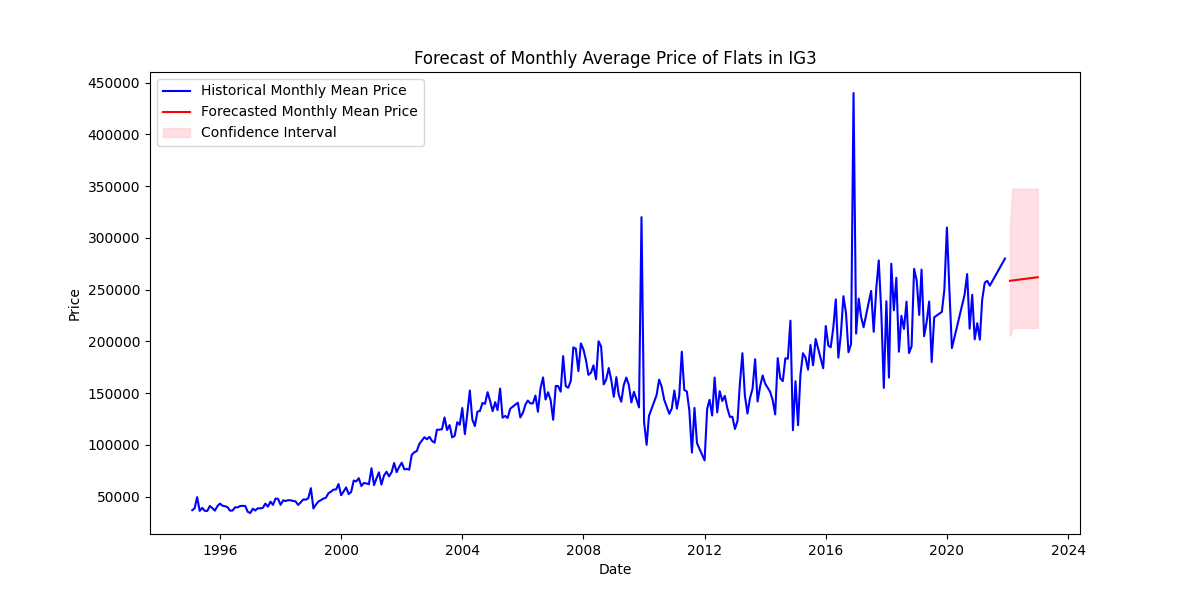 Forecast of Monthly Average Price of Flats in IG3
450000
400000
350000
300000
250000
200000
150000
100000
50000
Price
Historical Monthly Mean Price
Forecasted Monthly Mean Price
Confidence Interval
1996 2000 2004 2008 2012 2016 2020 2024
Date